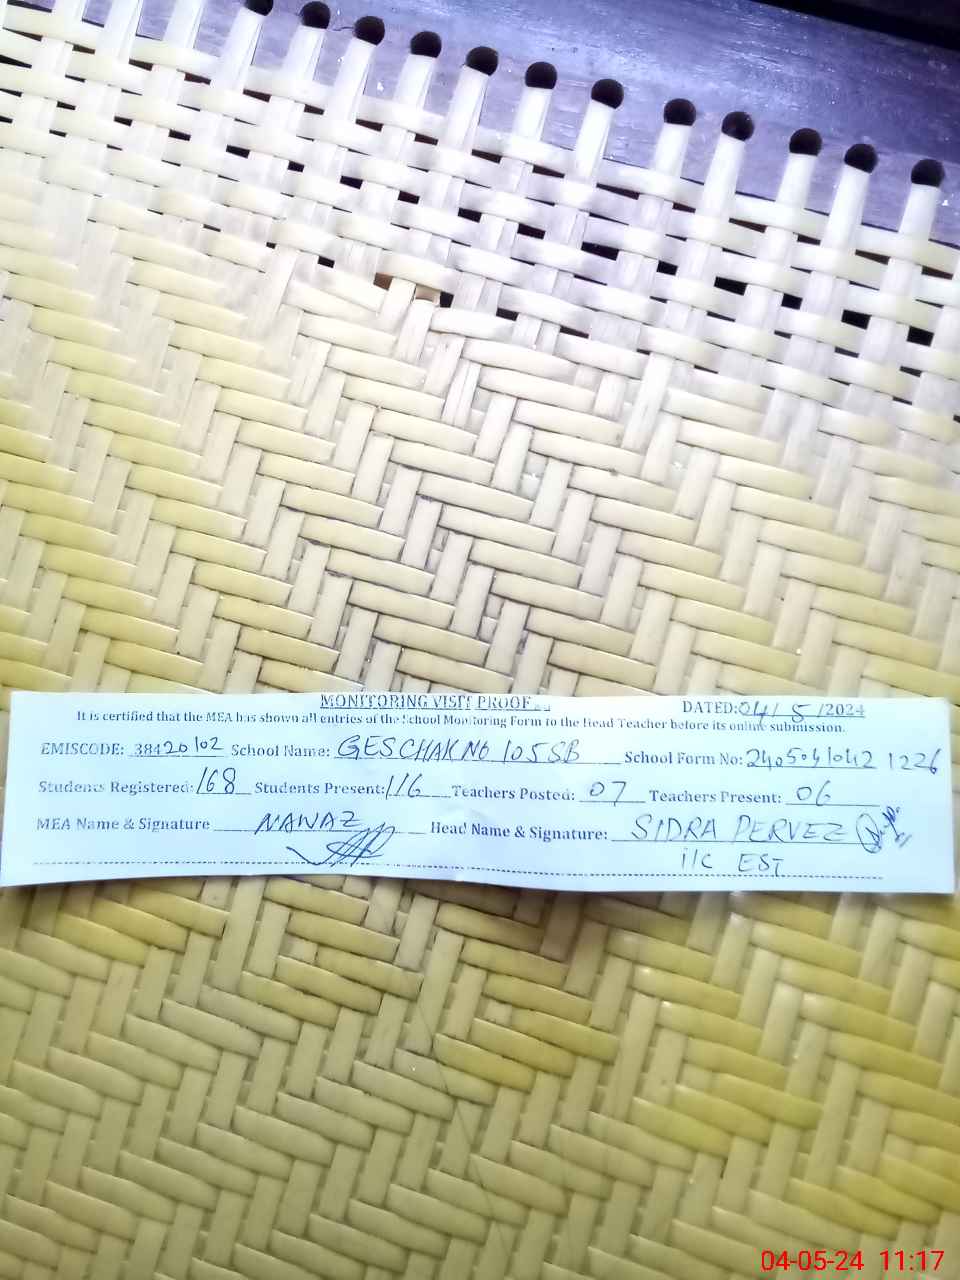 MONITORING VISIT PROOF
DATED: 04/5/2024
It is certified that the MEA has shown all entries of the School Monitoring Form to the Head Teacher before its online submission.
EMISCODE: 38420102 School Name: GES CHAK NO 105 SB School Form No: 24050410421226
Students Registered: 168 Students Present: 116 Teachers Posted: 07 Teachers Present: 06
MEA Name & Signature NAWAZ Head Name & Signature: SIDRA PERVEZ
i/c EST
04-05-24 11:17